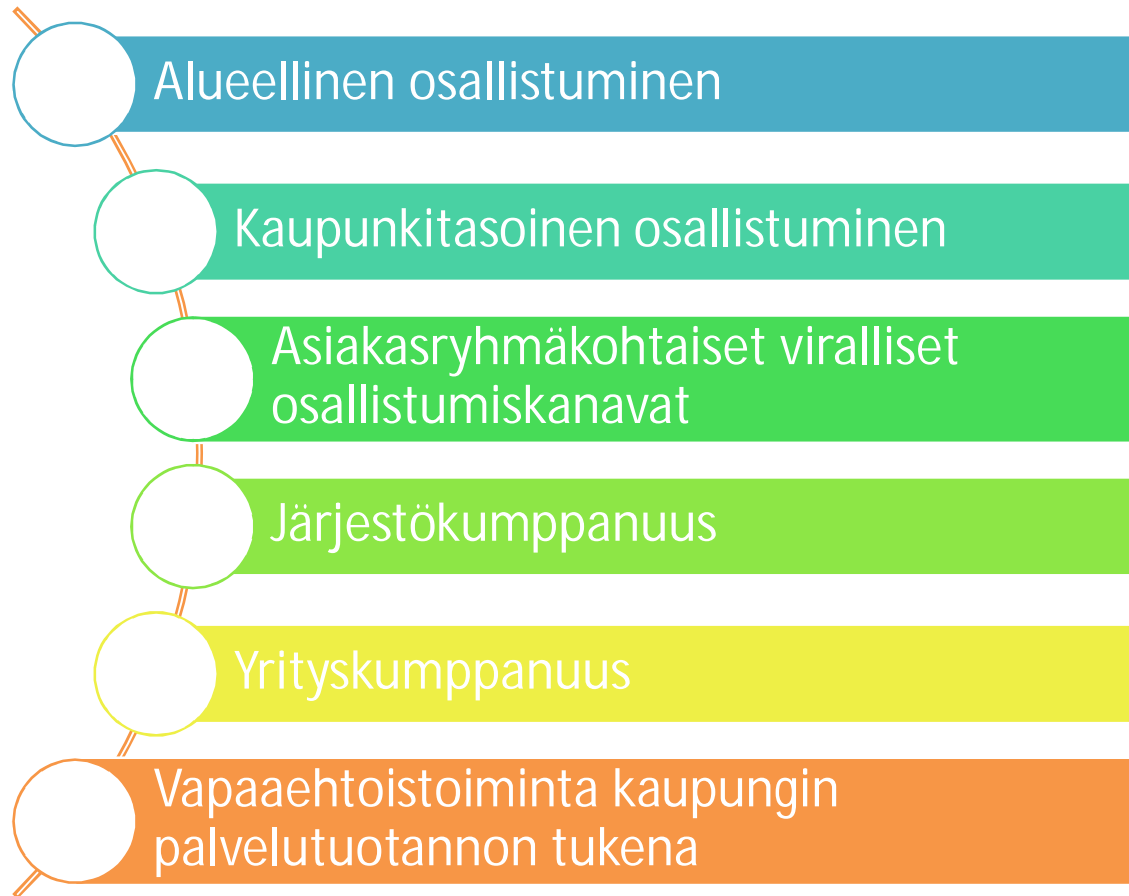 Alueellinen osallistuminen
Kaupunkitasoinen osallistuminen
Asiakasryhmäkohtaiset viralliset
osallistumiskanavat
Järjestökumppanuus
Yrityskumppanuus
Vapaaehtoistoiminta kaupungin
palvelutuotannon tukena